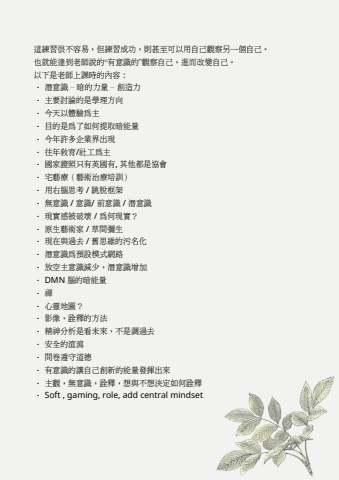 這練習很不容易，但練習成功，則甚至可以用自己觀察另一個自己。
也就能達到老師說的"有意識的"觀察自己，進而改變自己。
以下是老師上課時的內容：
- 潛意識 – 暗的力量 – 創造力
- 主要討論的是學理方向
- 今天以體驗爲主
- 目的是爲了如何提取暗能量
- 今年許多企業界出現
- 往年敎育/社工爲主
- 國家證照只有英國有, 其他都是協會
- 宅藝療（藝術治療培訓）
- 用右腦思考 / 跳脫框架
- 無意識 / 意識/ 前意識 / 潛意識
- 現實感被破壞 / 爲何現實？
- 原生藝術家 / 草間彌生
- 現在與過去 / 舊思維的污名化
- 潛意識爲預設模式網路
- 放空主意識減少，潛意識增加
- DMN 腦的暗能量
- 禪
- 心靈地圖？
- 影像，詮釋的方法
- 精神分析是看未來，不是調過去
- 安全的澁瀉
- 問卷遵守道德
- 有意識的讓自己創新的能量發揮出來
- 主觀，無意識，詮釋，想與不想決定如何詮釋
- Soft , gaming, role, add central mindset